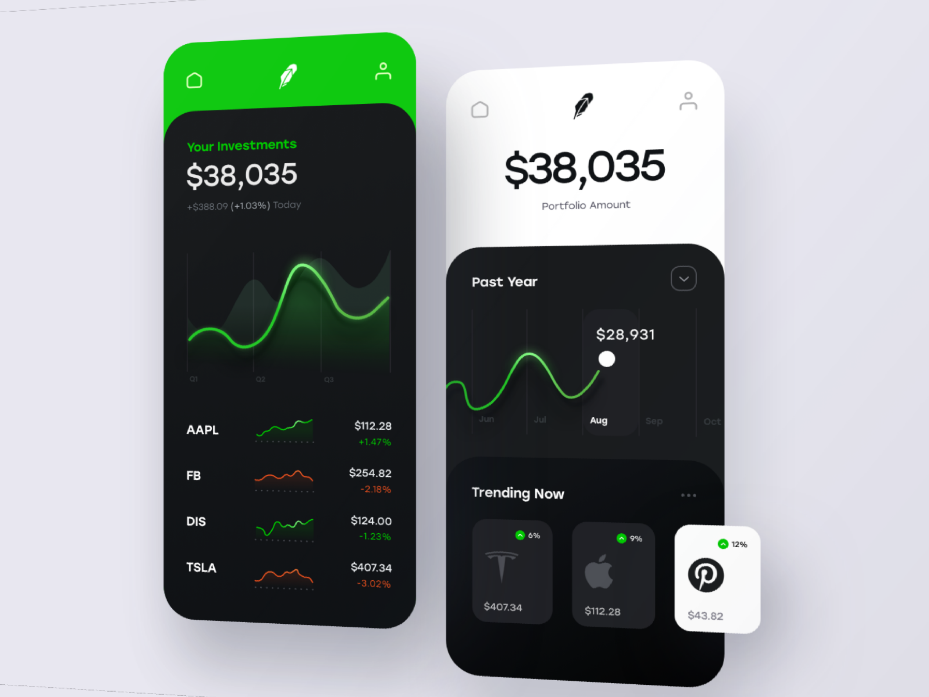 Your Investments
$38,035
+$388.09 (+1.03%) Today
Q1 Q2 Q3
AAPL $112.28
+1.47%
FB $254.82
-2.18%
DIS $124.00
-1.23%
TSLA $407.34
-3.02%
$38,035
Portfolio Amount
Past Year
$28,931
Jun Jul Aug Sep Oct
Trending Now
6% 9% 12%
$407.34 $112.28 $43.82